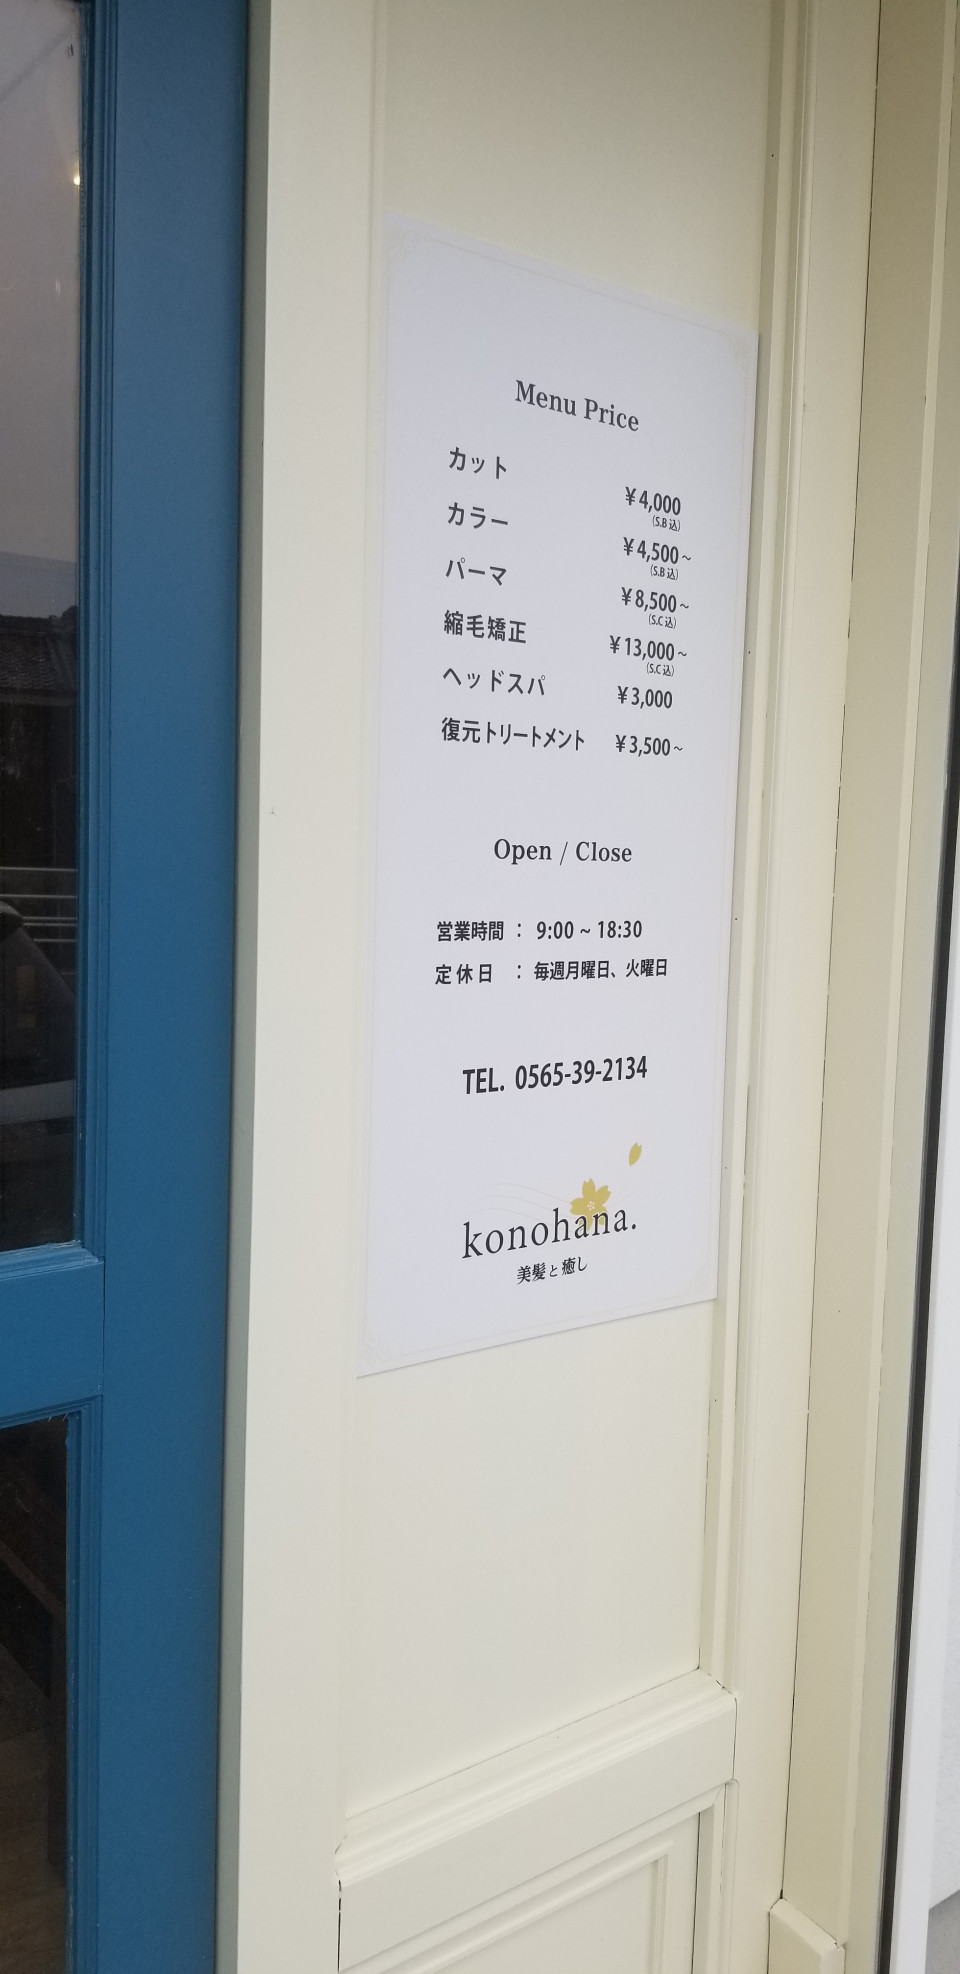 Menu Price
カット ¥4,000
(S.B込)
カラー ¥4,500~
(S.B込)
パーマ ¥8,500~
(S.C込)
縮毛矯正 ¥13,000~
(S.C込)
ヘッドスパ ¥3,000
復元トリートメント ¥3,500~
Open / Close
営業時間 : 9:00 ~ 18:30
定休日 : 毎週月曜日、火曜日
TEL. 0565-39-2134
konohana.
美髪と癒し